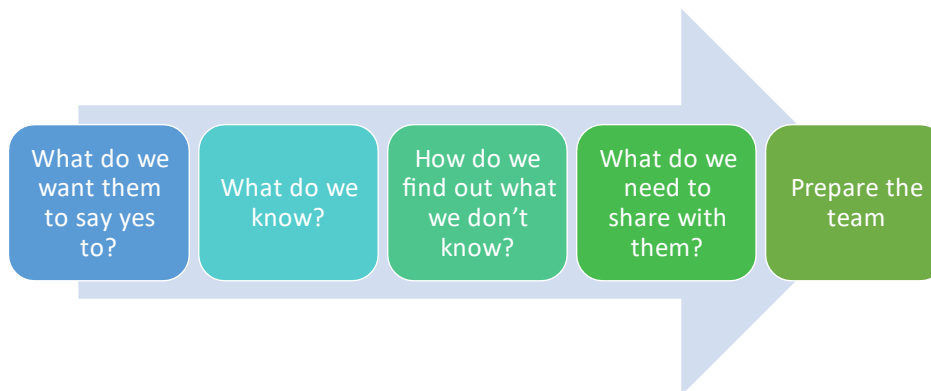 What do we
want them
to say yes
to?
What do we
know?
How do we
find out what
we don’t
know?
What do we
need to
share with
them?
Prepare the
team